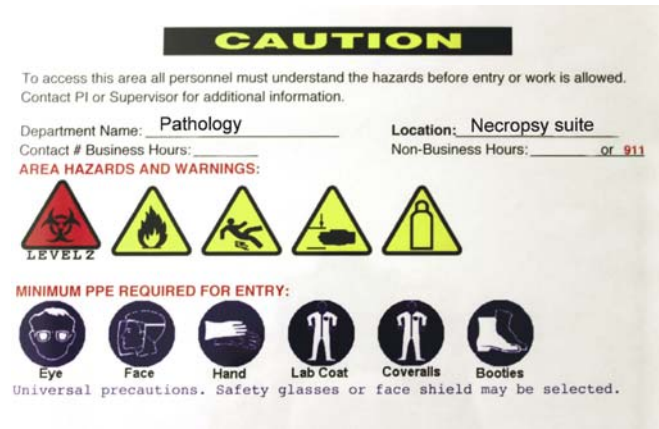 CAUTION
To access this area all personnel must understand the hazards before entry or work is allowed.
Contact PI or Supervisor for additional information.
Department Name: Pathology Location: Necropsy suite
Contact # Business Hours: Non-Business Hours: or 911
AREA HAZARDS AND WARNINGS:
LEVEL2
MINIMUM PPE REQUIRED FOR ENTRY:
Eye Face Hand Lab Coat Coveralls Booties
Universal precautions. Safety glasses or face shield may be selected.